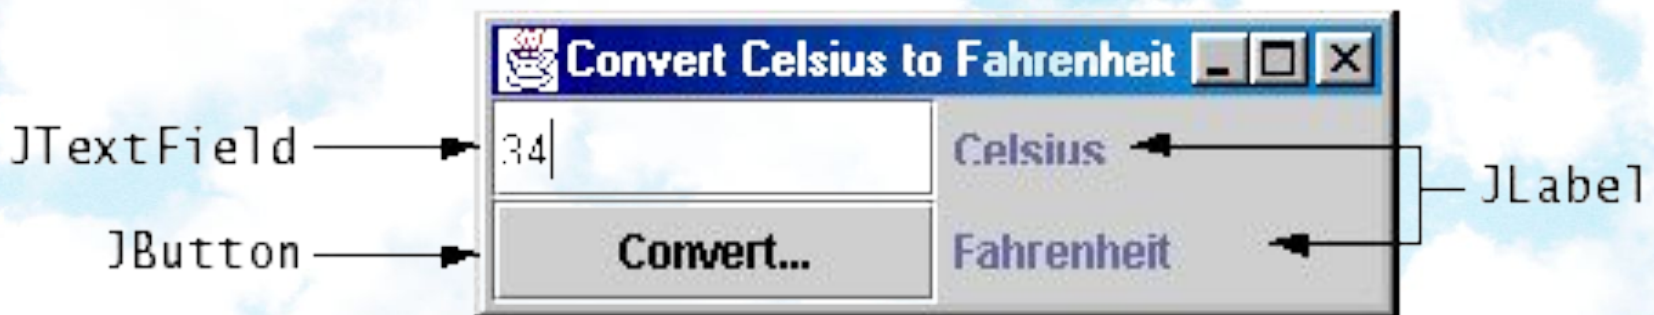 Convert Celsius to Fahrenheit
JTextField
34
Celsius
JLabel
JButton
Convert...
Fahrenheit